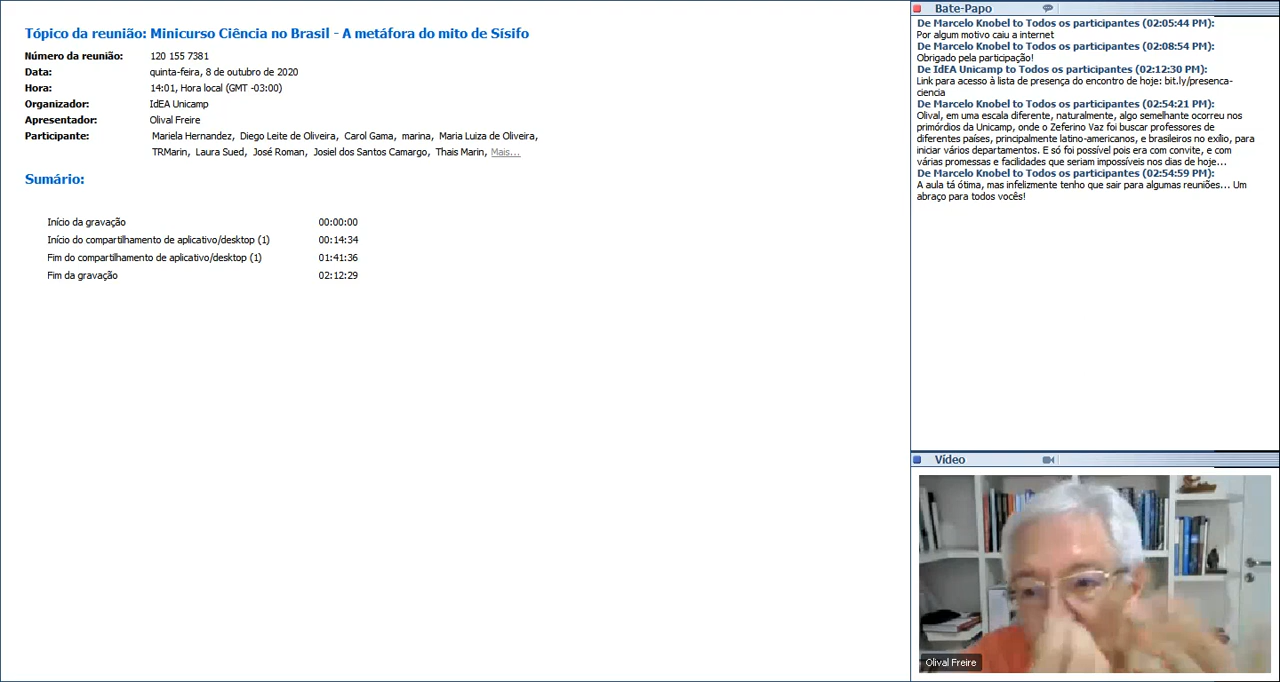 Tópico da reunião: Minicurso Ciência no Brasil - A metáfora do mito de Sísifo
Número da reunião: 120 155 7381
Data: quinta-feira, 8 de outubro de 2020
Hora: 14:01, Hora local (GMT -03:00)
Organizador: IdEA Unicamp
Apresentador: Olival Freire
Participante: Mariela Hernandez, Diego Leite de Oliveira, Carol Gama, marina, Maria Luiza de Oliveira,
TRMarin, Laura Sued, José Roman, Josiel dos Santos Camargo, Thais Marin, Mais...
Sumário:
Início da gravação 00:00:00
Início do compartilhamento de aplicativo/desktop (1) 00:14:34
Fim do compartilhamento de aplicativo/desktop (1) 01:41:36
Fim da gravação 02:12:29
Bate-Papo
De Marcelo Knobel to Todos os participantes (02:05:44 PM):
Por algum motivo caiu a internet
De Marcelo Knobel to Todos os participantes (02:08:54 PM):
Obrigado pela participação!
De IdEA Unicamp to Todos os participantes (02:12:30 PM):
Link para acesso à lista de presença do encontro de hoje: bit.ly/presenca-
ciencia
De Marcelo Knobel to Todos os participantes (02:54:21 PM):
Olival, em uma escala diferente, naturalmente, algo semelhante ocorreu nos
primórdios da Unicamp, onde o Zeferino Vaz foi buscar professores de
diferentes países, principalmente latino-americanos, e brasileiros no exílio, para
iniciar vários departamentos. E só foi possível pois era com convite, e com
várias promessas e facilidades que seriam impossíveis nos dias de hoje...
De Marcelo Knobel to Todos os participantes (02:54:59 PM):
A aula tá ótima, mas infelizmente tenho que sair para algumas reuniões... Um
abraço para todos vocês!
Vídeo
Olival Freire